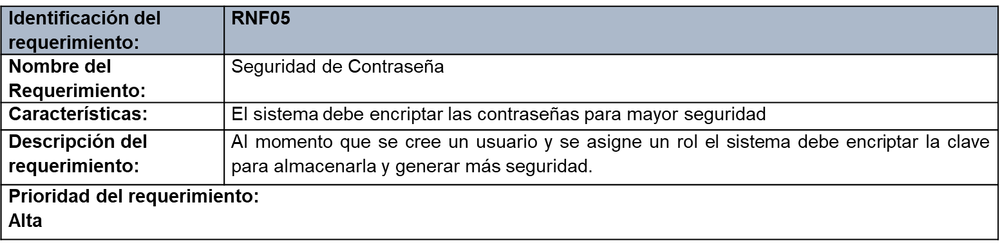 Identificación del
requerimiento:
RNF05
Nombre del
Requerimiento:
Seguridad de Contraseña
Características:
El sistema debe encriptar las contraseñas para mayor seguridad
Descripción del
requerimiento:
Al momento que se cree un usuario y se asigne un rol el sistema debe encriptar la clave
para almacenarla y generar más seguridad.
Prioridad del requerimiento:
Alta